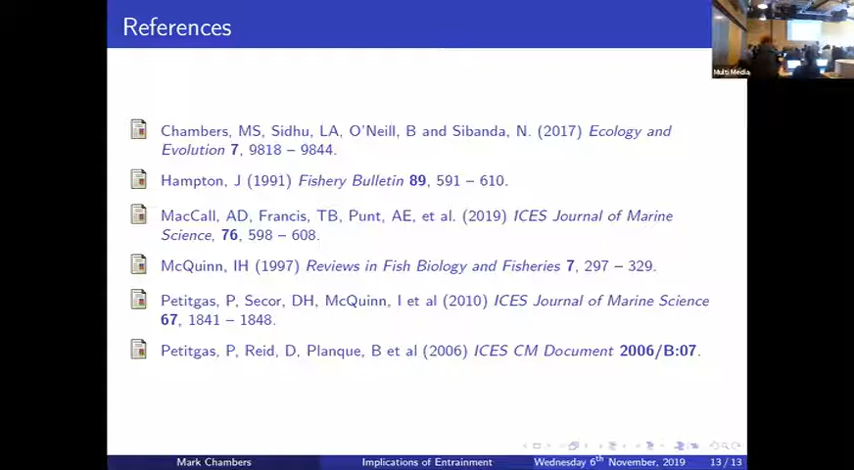 References
Multi Media
Chambers, MS, Sidhu, LA, O'Neill, B and Sibanda, N. (2017) Ecology and
Evolution 7, 9818 – 9844.
Hampton, J (1991) Fishery Bulletin 89, 591 – 610.
MacCall, AD, Francis, TB, Punt, AE, et al. (2019) ICES Journal of Marine
Science, 76, 598 – 608.
McQuinn, IH (1997) Reviews in Fish Biology and Fisheries 7, 297 – 329.
Petitgas, P, Secor, DH, McQuinn, I et al (2010) ICES Journal of Marine Science
67, 1841 – 1848.
Petitgas, P, Reid, D, Planque, B et al (2006) ICES CM Document 2006/B:07.
Mark Chambers Implications of Entrainment Wednesday 6th November, 2019 13 / 13